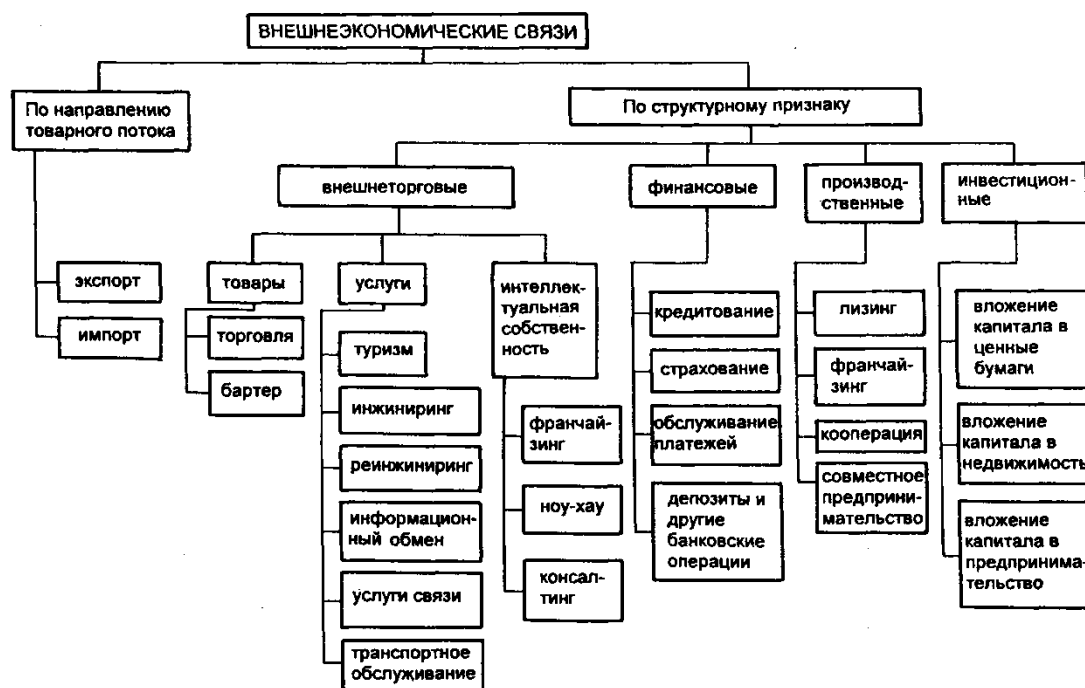 ВНЕШНЕЭКОНОМИЧЕСКИЕ СВЯЗИ
По направлению
товарного потока
По структурному признаку
внешнеторговые
финансовые
производ-
ственные
инвестицион-
ные
экспорт
импорт
товары
торговля
бартер
услуги
туризм
инжиниринг
реинжиниринг
информацион-
ный обмен
услуги связи
транспортное
обслуживание
интеллек-
туальная
собствен-
ность
франчай-
зинг
ноу-хау
консал-
тинг
кредитование
страхование
обслуживание
платежей
депозиты и
другие
банковские
операции
лизинг
франчай-
зинг
кооперация
совместное
предприни-
мательство
вложение
капитала в
ценные
бумаги
вложение
капитала в
недвижимость
вложение
капитала в
предпринима-
тельство